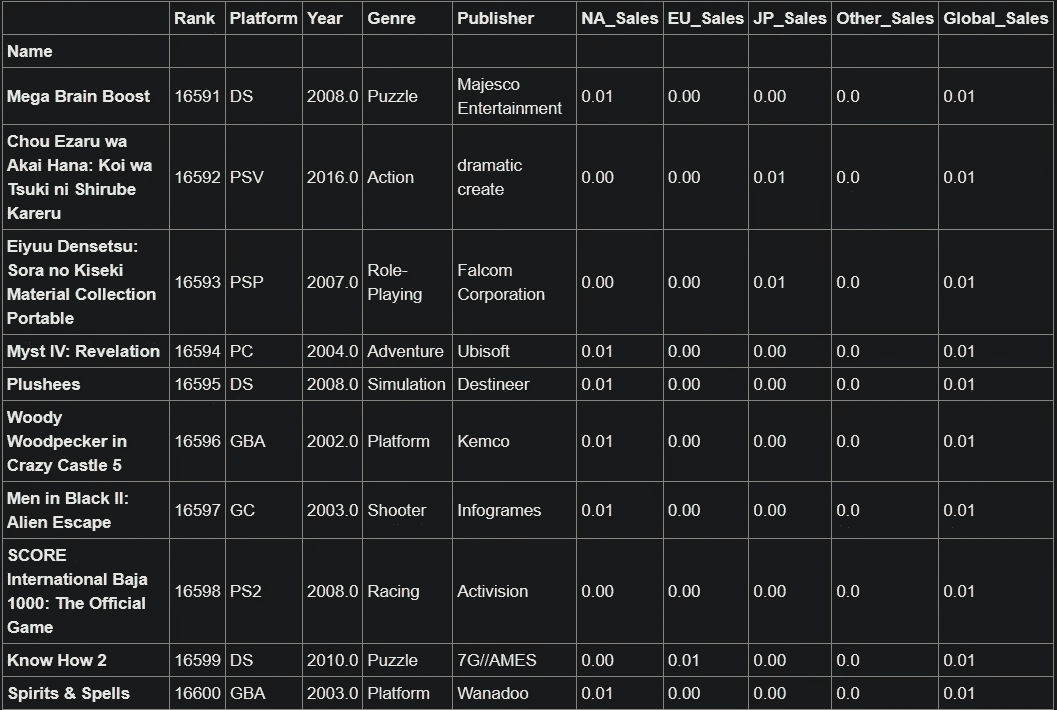 Rank Platform Year Genre Publisher NA_Sales EU_Sales JP_Sales Other_Sales Global_Sales
Name
Mega Brain Boost 16591 DS 2008.0 Puzzle Majesco Entertainment 0.01 0.00 0.00 0.0 0.01
Chou Ezaru wa Akai Hana: Koi wa Tsuki ni Shirube Kareru 16592 PSV 2016.0 Action dramatic create 0.00 0.00 0.01 0.0 0.01
Eiyuu Densetsu: Sora no Kiseki Material Collection Portable 16593 PSP 2007.0 Role-Playing Falcom Corporation 0.00 0.00 0.01 0.0 0.01
Myst IV: Revelation 16594 PC 2004.0 Adventure Ubisoft 0.01 0.00 0.00 0.0 0.01
Plushees 16595 DS 2008.0 Simulation Destineer 0.01 0.00 0.00 0.0 0.01
Woody Woodpecker in Crazy Castle 5 16596 GBA 2002.0 Platform Kemco 0.01 0.00 0.00 0.0 0.01
Men in Black II: Alien Escape 16597 GC 2003.0 Shooter Infogrames 0.01 0.00 0.00 0.0 0.01
SCORE International Baja 1000: The Official Game 16598 PS2 2008.0 Racing Activision 0.00 0.00 0.00 0.0 0.01
Know How 2 16599 DS 2010.0 Puzzle 7G//AMES 0.00 0.01 0.00 0.0 0.01
Spirits & Spells 16600 GBA 2003.0 Platform Wanadoo 0.01 0.00 0.00 0.0 0.01